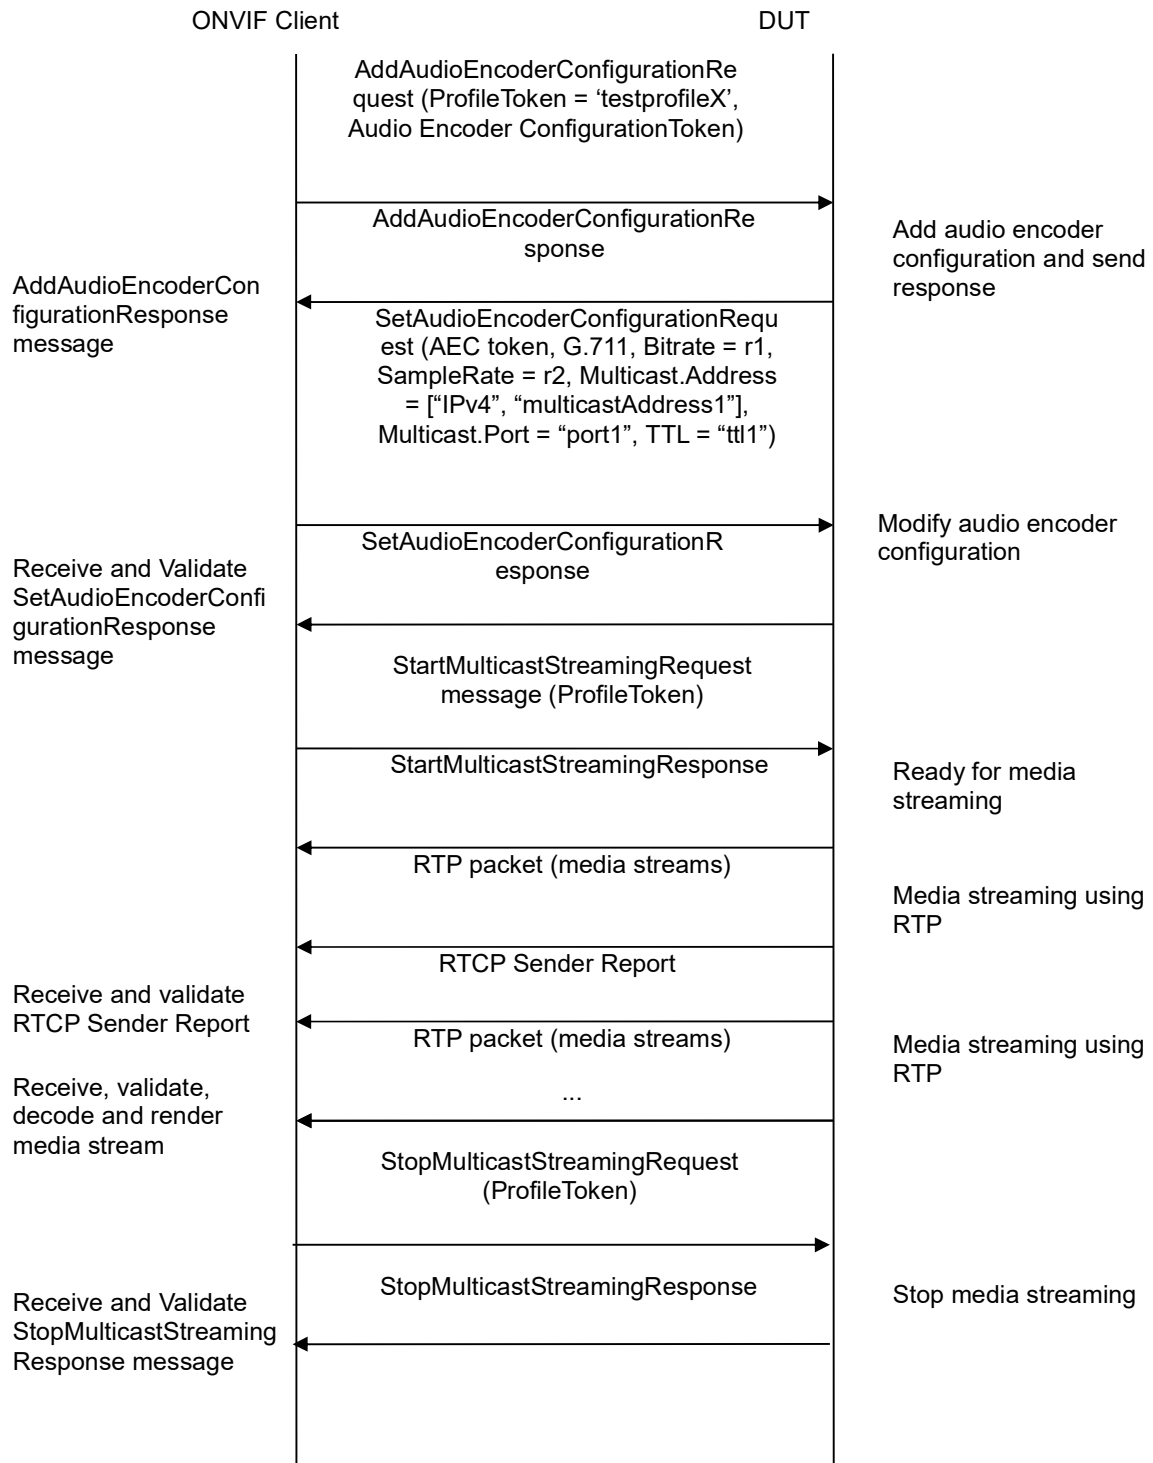 ONVIF Client
DUT
AddAudioEncoderConfigurationRe
quest (ProfileToken = ‘testprofileX’,
Audio Encoder ConfigurationToken)
AddAudioEncoderConfigurationRe
sponse
Add audio encoder
configuration and send
response
AddAudioEncoderCon
figurationResponse
message
SetAudioEncoderConfigurationRequ
est (AEC token, G.711, Bitrate = r1,
SampleRate = r2, Multicast.Address
= [“IPv4”, “multicastAddress1”],
Multicast.Port = “port1”, TTL = “ttl1”)
Modify audio encoder
configuration
SetAudioEncoderConfigurationR
esponse
Receive and Validate
SetAudioEncoderConfi
gurationResponse
message
StartMulticastStreamingRequest
message (ProfileToken)
StartMulticastStreamingResponse
Ready for media
streaming
RTP packet (media streams)
Media streaming using
RTP
RTCP Sender Report
Receive and validate
RTCP Sender Report
RTP packet (media streams)
Media streaming using
RTP
Receive, validate,
decode and render
media stream
...
StopMulticastStreamingRequest
(ProfileToken)
StopMulticastStreamingResponse
Stop media streaming
Receive and Validate
StopMulticastStreaming
Response message